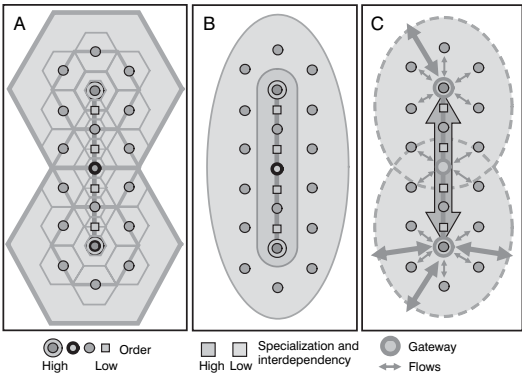 A
B
C
Order
High
Low
Specialization and
interdependency
High Low
Gateway
Flows